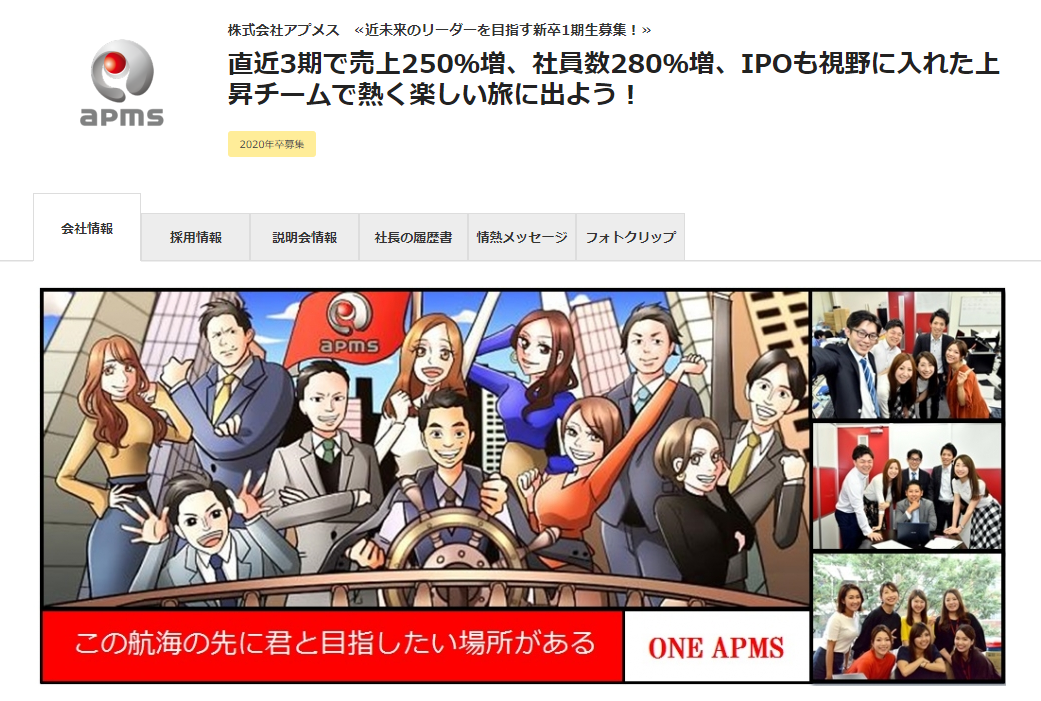 株式会社アプメス ≪近未来のリーダーを目指す新卒1期生募集！≫
直近3期で売上250%増、社員数280%増、IPOも視野に入れた上
昇チームで熱く楽しい旅に出よう！
apms
2020年卒募集
会社情報
採用情報
説明会情報
社長の履歴書
情熱メッセージ
フォトクリップ
apms
この航海の先に君と目指したい場所がある
ONE APMS